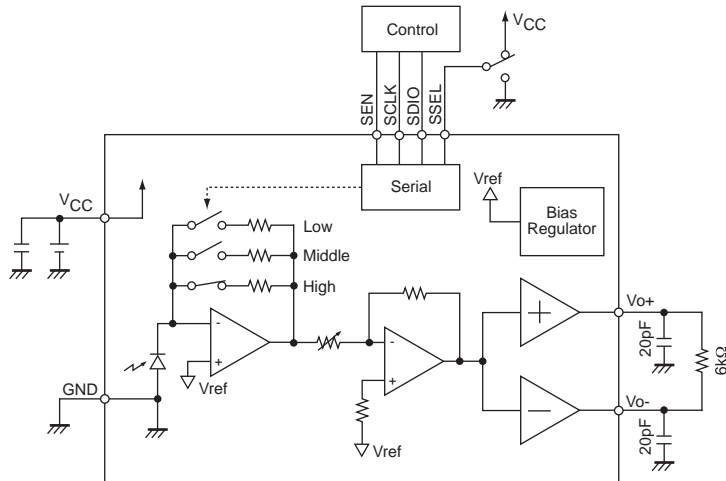 Control
VCC
SEN
SCLK
SDIO
SSEL
Serial
Vref
Bias
Regulator
VCC
Low
Middle
High
-
+
Vref
-
+
Vref
GND
+
−
Vo+
Vo-
20pF
20pF
6kΩ